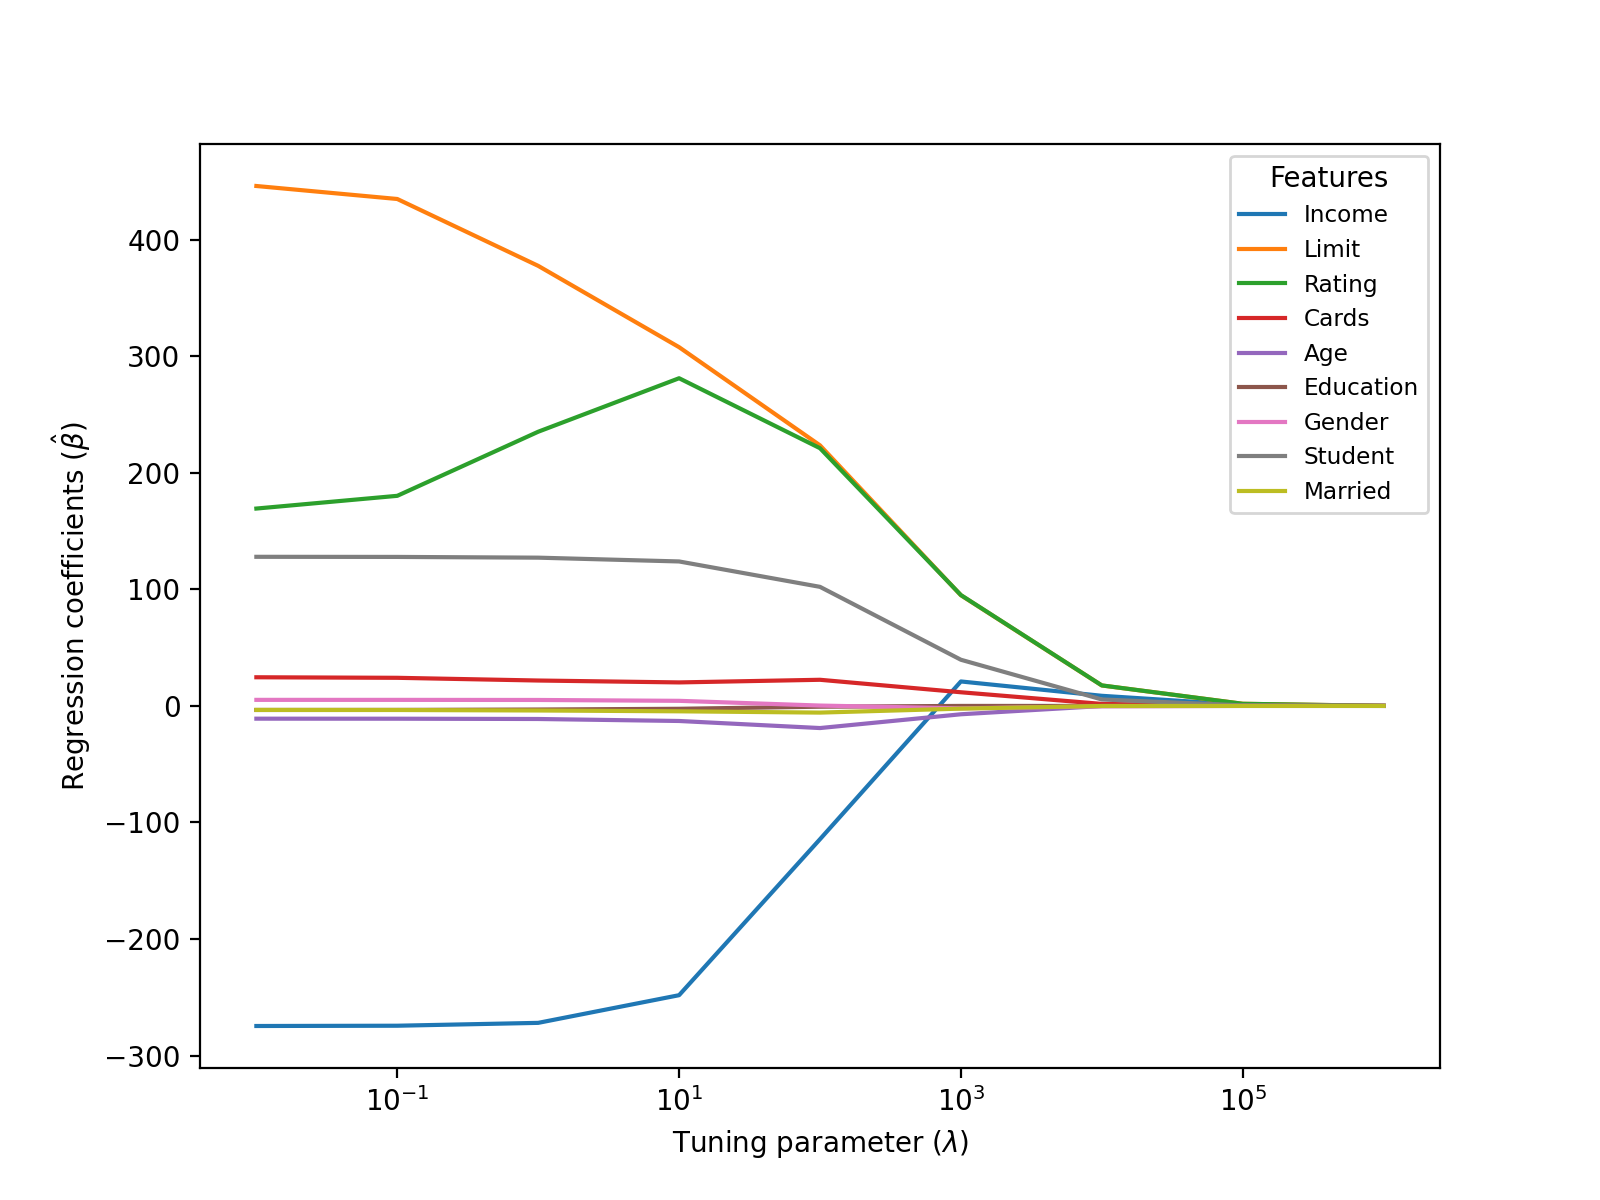 Features
Income
Limit
Rating
Cards
Age
Education
Gender
Student
Married
400
300
200
100
0
−100
−200
−300
Regression coefficients (β̂)
10⁻¹ 10¹ 10³ 10⁵
Tuning parameter (λ)